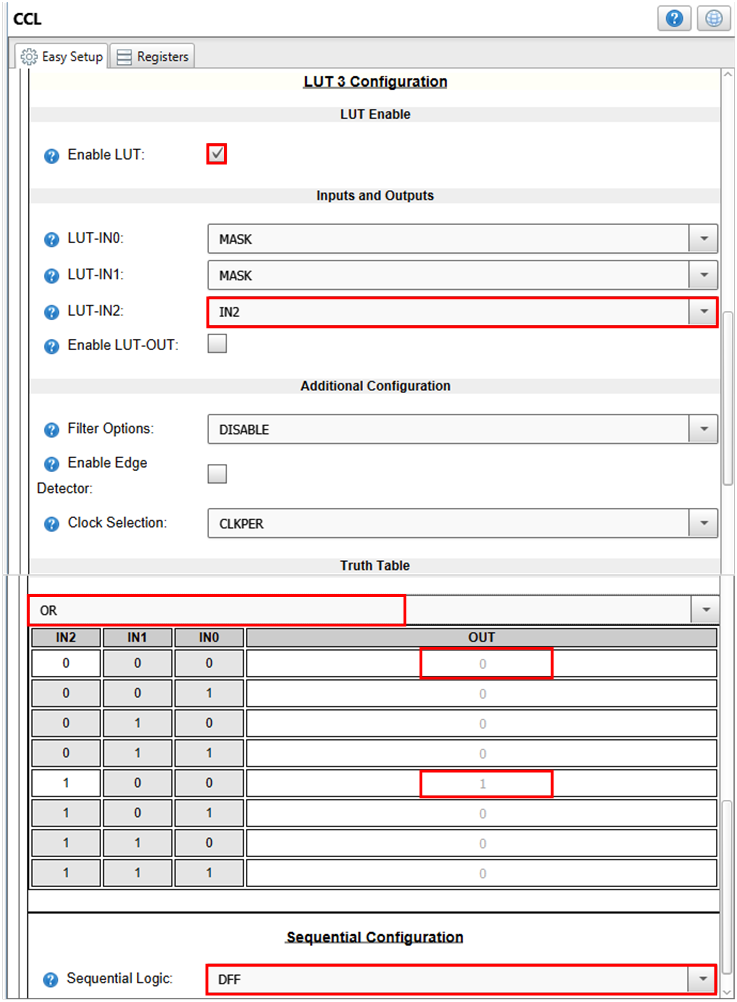 CCL
Easy Setup Registers
LUT 3 Configuration
LUT Enable
Enable LUT:
Inputs and Outputs
LUT-IN0: MASK
LUT-IN1: MASK
LUT-IN2: IN2
Enable LUT-OUT:
Additional Configuration
Filter Options: DISABLE
Enable Edge
Detector:
Clock Selection: CLKPER
Truth Table
OR
IN2 IN1 IN0 OUT
0 0 0 0
0 0 1 0
0 1 0 0
0 1 1 0
1 0 0 1
1 0 1 0
1 1 0 0
1 1 1 0
Sequential Configuration
Sequential Logic: DFF